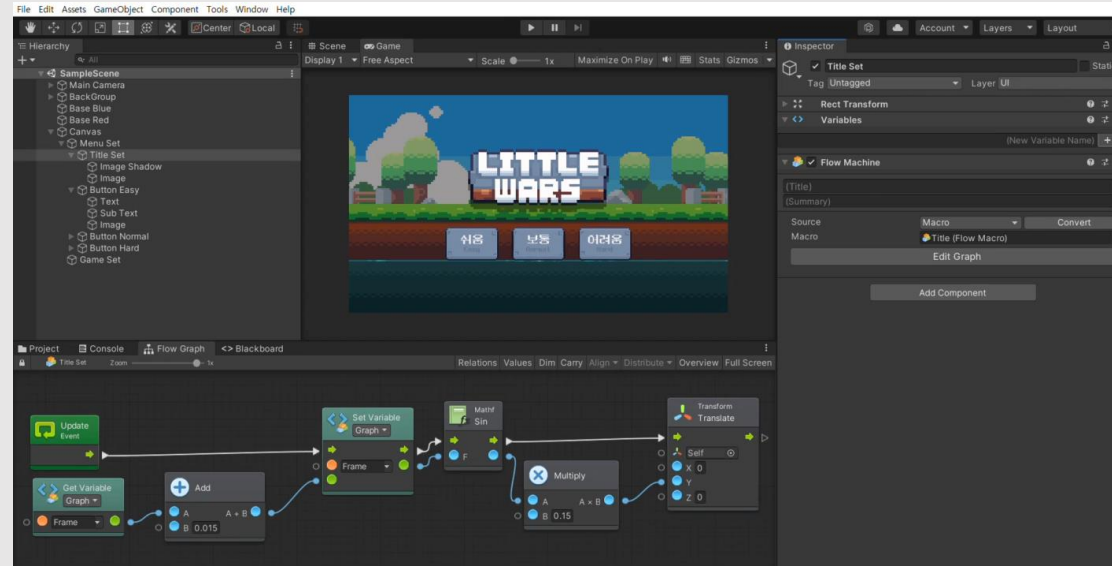 File Edit Assets GameObject Component Tools Window Help
Center Local
Account Layers Layout
Hierarchy
All
SampleScene
Main Camera
BackGroup
Base Blue
Base Red
Canvas
Menu Set
Title Set
Image Shadow
Image
Button Easy
Text
Sub Text
Image
Button Normal
Button Hard
Game Set
Scene Game
Display 1 Free Aspect Scale 1x Maximize On Play Stats Gizmos
LITTLE
WARS
쉬움 보통 어려움
Inspector
Title Set Stati
Tag Untagged Layer UI
Rect Transform
Variables
(New Variable Name)
Flow Machine
(Title)
(Summary)
Source Macro Convert
Macro Title (Flow Macro)
Edit Graph
Add Component
Project Console Flow Graph <> Blackboard
Title Set Zoom 1x Relations Values Dim Carry Align Distribute Overview Full Screen
Update
Event
Get Variable
Graph
Frame
Add
A A + B
B 0.015
Set Variable
Graph
Frame
Mathf
Sin
F
Multiply
A A × B
B 0.15
Transform
Translate
Self
X 0
Y
Z 0